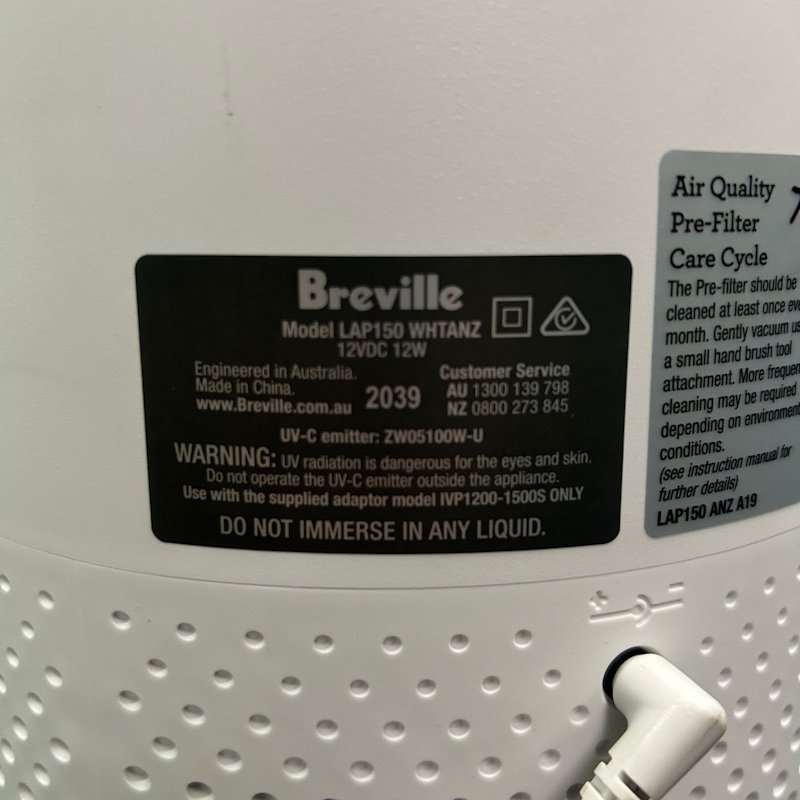 Breville
Model LAP150 WHTANZ
12VDC 12W
Engineered in Australia.
Made in China.
www.Breville.com.au
2039
Customer Service
AU 1300 139 798
NZ 0800 273 845
UV-C emitter: ZW05100W-U
WARNING: UV radiation is dangerous for the eyes and skin.
Do not operate the UV-C emitter outside the appliance.
Use with the supplied adaptor model IVP1200-1500S ONLY
DO NOT IMMERSE IN ANY LIQUID.
Air Quality
Pre-Filter
Care Cycle
The Pre-filter should be
cleaned at least once
month. Gently vacuum
a small hand brush tool
attachment. More
cleaning may be required
depending on
conditions.
(see instruction manual for
further details)
LAP150 ANZ A19